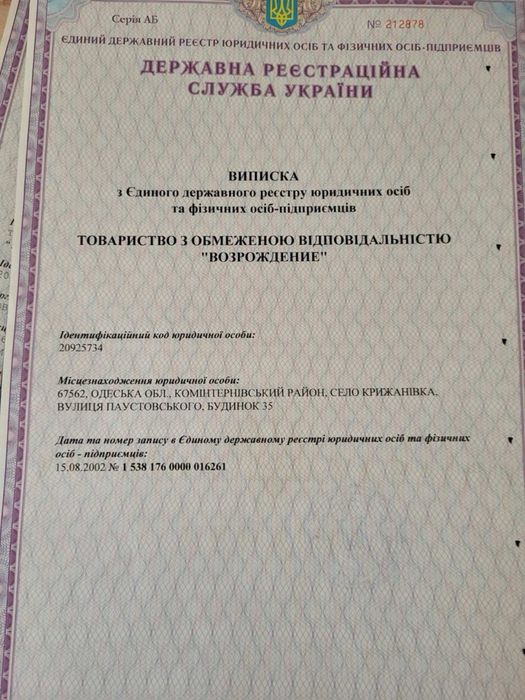 Серія АБ
№ 212878
ЄДИНИЙ ДЕРЖАВНИЙ РЕЄСТР ЮРИДИЧНИХ ОСІБ ТА ФІЗИЧНИХ ОСІБ-ПІДПРИЄМЦІВ
ДЕРЖАВНА РЕЄСТРАЦІЙНА
СЛУЖБА УКРАЇНИ
ВИПИСКА
з Єдиного державного реєстру юридичних осіб
та фізичних осіб-підприємців
ТОВАРИСТВО З ОБМЕЖЕНОЮ ВІДПОВІДАЛЬНІСТЮ
"ВОЗРОЖДЕНИЕ"
Ідентифікаційний код юридичної особи:
20925734
Місцезнаходження юридичної особи:
67562, ОДЕСЬКА ОБЛ., КОМІНТЕРНІВСЬКИЙ РАЙОН, СЕЛО КРИЖАНІВКА,
ВУЛИЦЯ ПАУСТОВСЬКОГО, БУДИНОК 35
Дата та номер запису в Єдиному державному реєстрі юридичних осіб та фізичних
осіб - підприємців:
15.08.2002 № 1 538 176 0000 016261